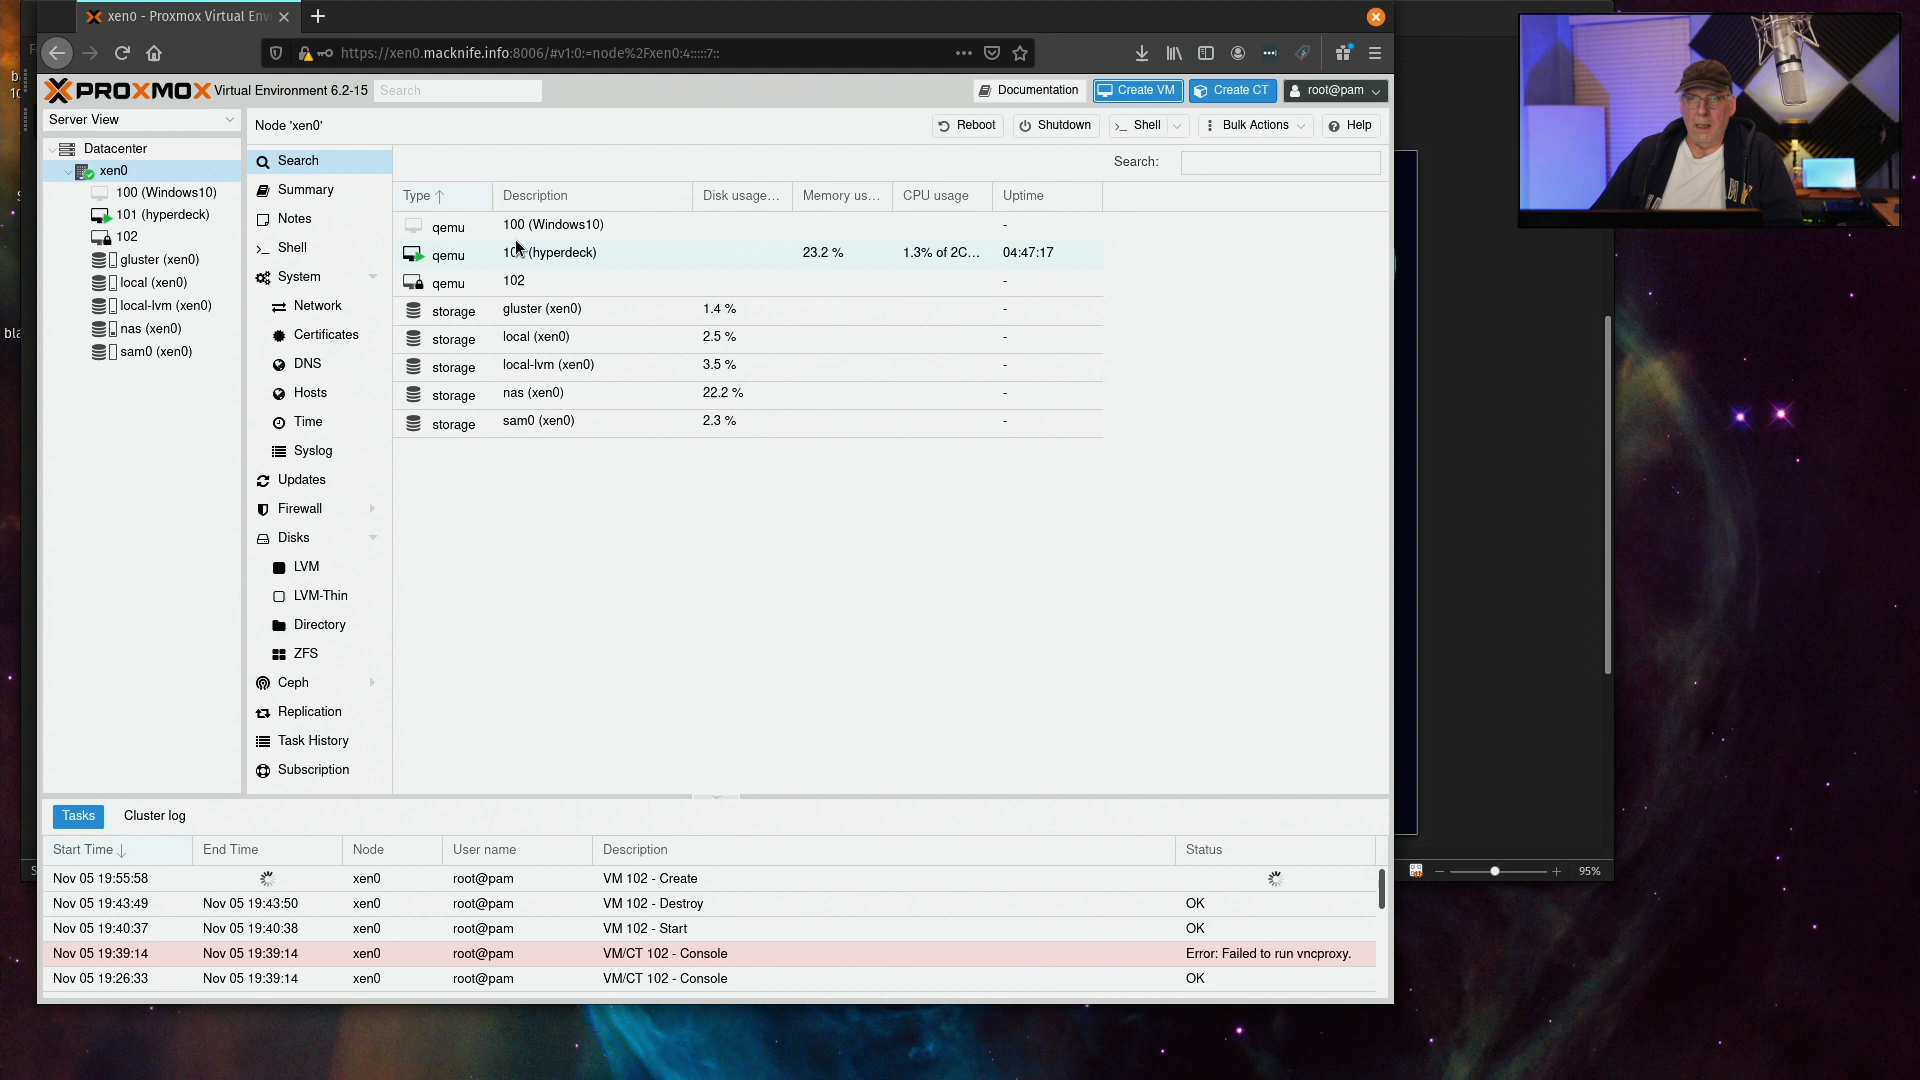 xen0 - Proxmox Virtual Env
https://xen0.macknife.info:8006/#v1:0:=node%2Fxen0:4:::::7::
PROXMOX Virtual Environment 6.2-15
Search
Documentation
Create VM
Create CT
root@pam
Server View
Node 'xen0'
Reboot
Shutdown
Shell
Bulk Actions
Help
Datacenter
xen0
100 (Windows10)
101 (hyperdeck)
102
gluster (xen0)
local (xen0)
local-lvm (xen0)
nas (xen0)
sam0 (xen0)
Search
Summary
Notes
Shell
System
Network
Certificates
DNS
Hosts
Time
Syslog
Updates
Firewall
Disks
LVM
LVM-Thin
Directory
ZFS
Ceph
Replication
Task History
Subscription
Search:
Type Description Disk usage... Memory us... CPU usage Uptime
qemu 100 (Windows10) -
qemu (hyperdeck) 23.2 % 1.3% of 2C... 04:47:17
qemu 102 -
storage gluster (xen0) 1.4 % -
storage local (xen0) 2.5 % -
storage local-lvm (xen0) 3.5 % -
storage nas (xen0) 22.2 % -
storage sam0 (xen0) 2.3 % -
Tasks Cluster log
Start Time End Time Node User name Description Status
Nov 05 19:55:58 xen0 root@pam VM 102 - Create
Nov 05 19:43:49 Nov 05 19:43:50 xen0 root@pam VM 102 - Destroy OK
Nov 05 19:40:37 Nov 05 19:40:38 xen0 root@pam VM 102 - Start OK
Nov 05 19:39:14 Nov 05 19:39:14 xen0 root@pam VM/CT 102 - Console Error: Failed to run vncproxy.
Nov 05 19:26:33 Nov 05 19:39:14 xen0 root@pam VM/CT 102 - Console OK
95%